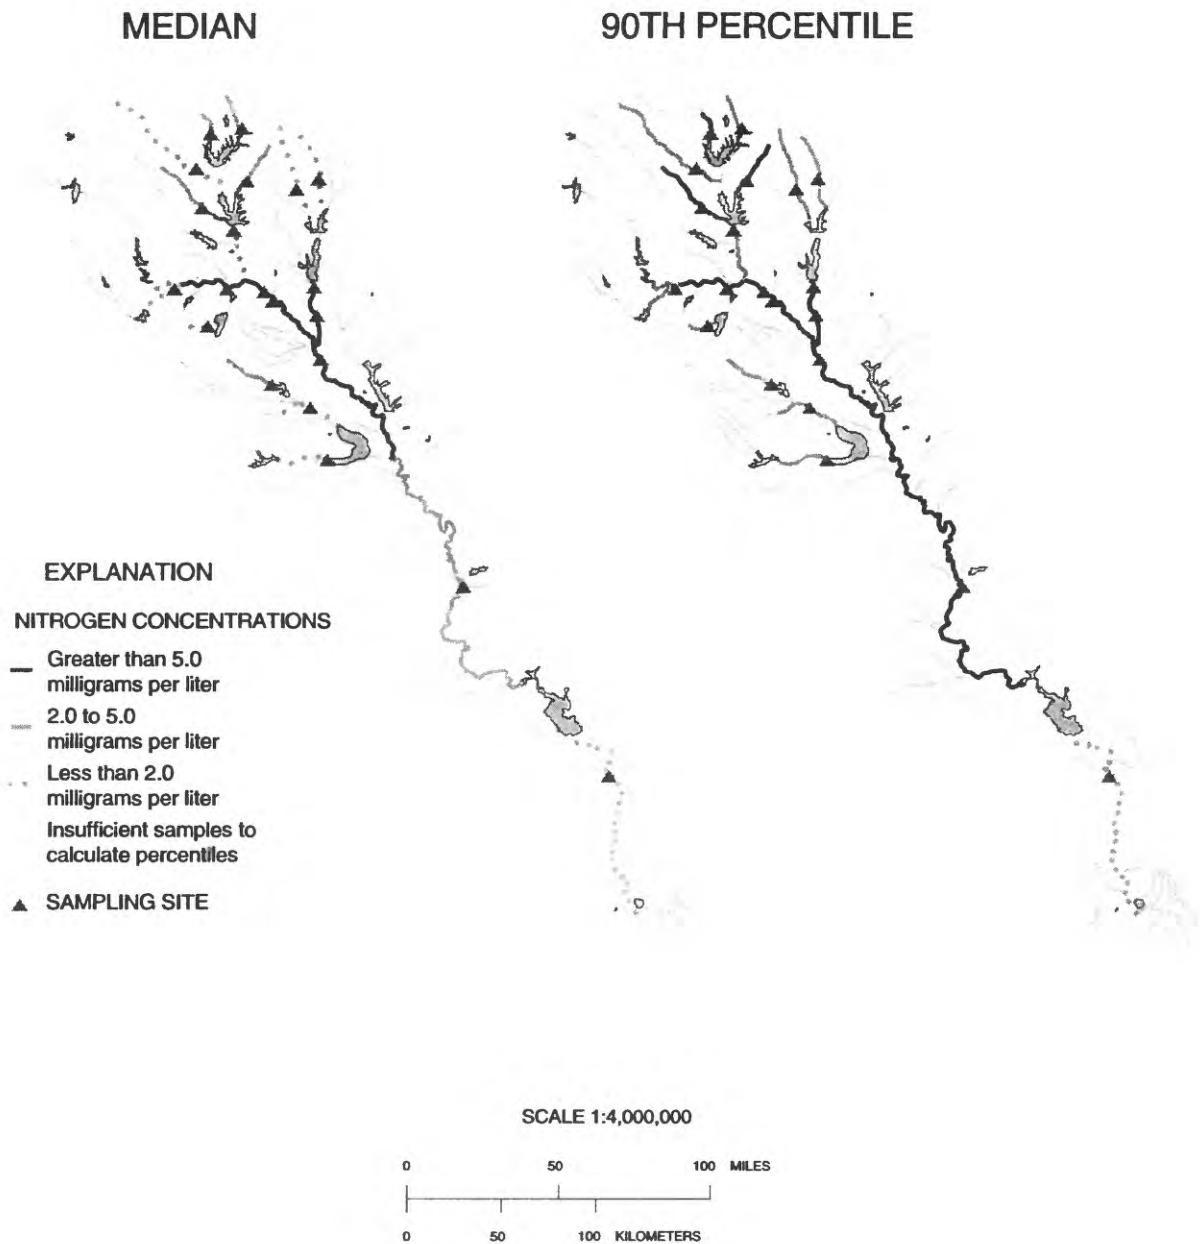 MEDIAN
90TH PERCENTILE
EXPLANATION
NITROGEN CONCENTRATIONS
Greater than 5.0
milligrams per liter
2.0 to 5.0
milligrams per liter
Less than 2.0
milligrams per liter
Insufficient samples to
calculate percentiles
SAMPLING SITE
SCALE 1:4,000,000
0 50 100 MILES
0 50 100 KILOMETERS